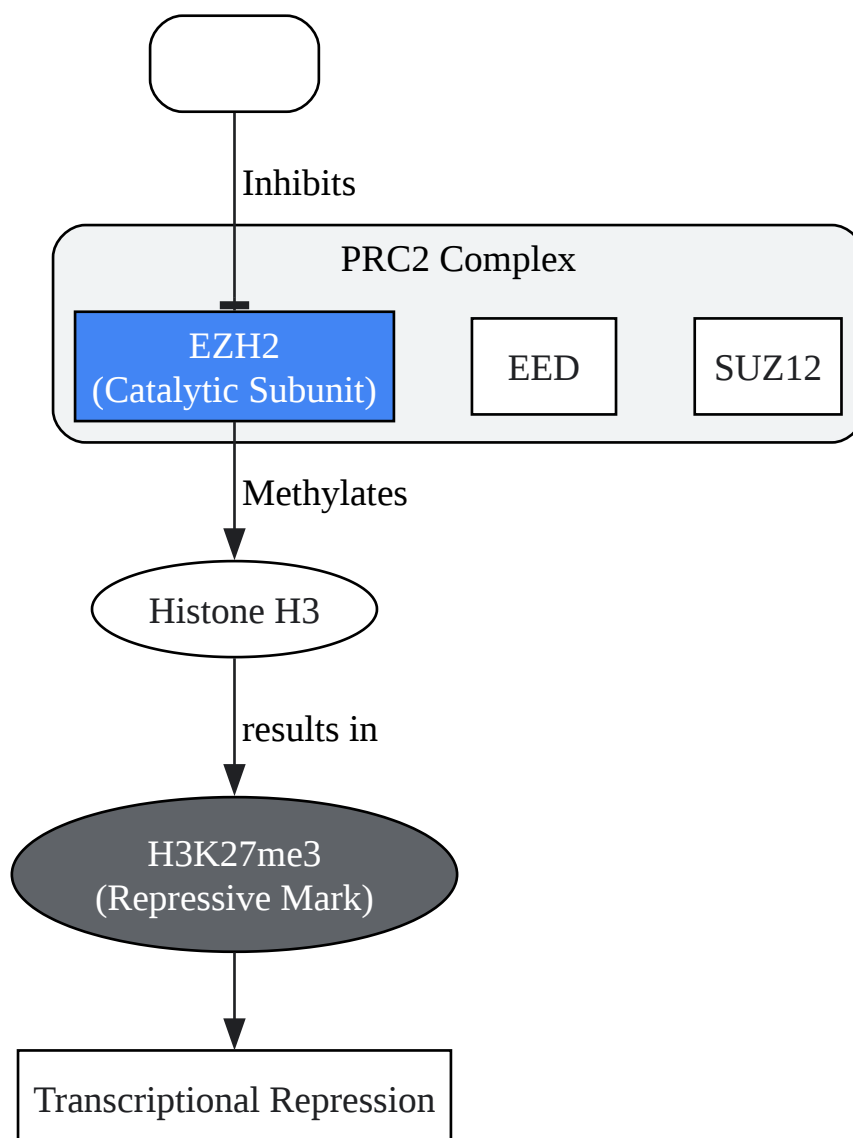 Inhibits
PRC2 Complex
EZH2
(Catalytic Subunit)
EED
SUZ12
Methylates
Histone H3
results in
H3K27me3
(Repressive Mark)
Transcriptional Repression